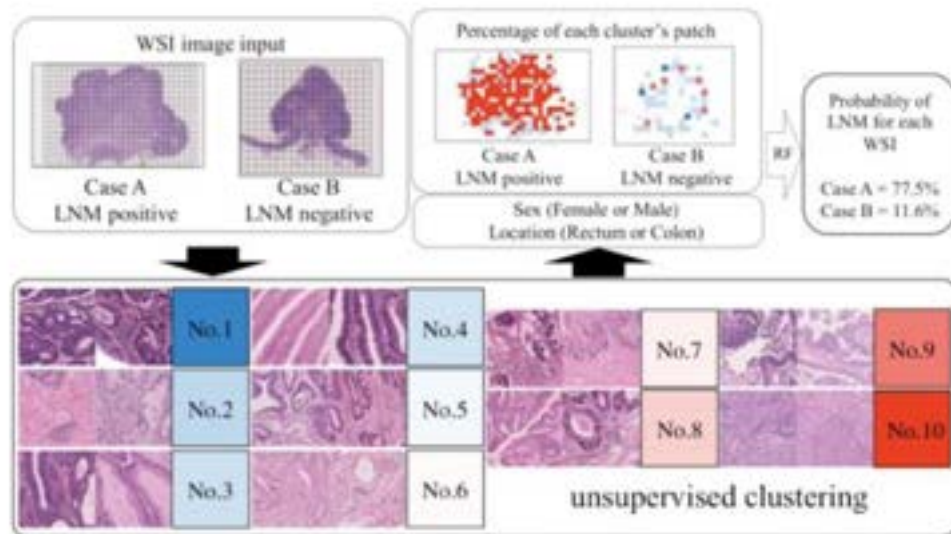 WSI image input
Case A
LNM positive
Case B
LNM negative
Percentage of each cluster's patch
Case A
LNM positive
Case B
LNM negative
Sex (Female or Male)
Location (Rectum or Colon)
RF
Probability of
LNM for each
WSI
Case A = 77.5%
Case B = 11.6%
No.1
No.4
No.2
No.5
No.3
No.6
No.7
No.9
No.8
No.10
unsupervised clustering